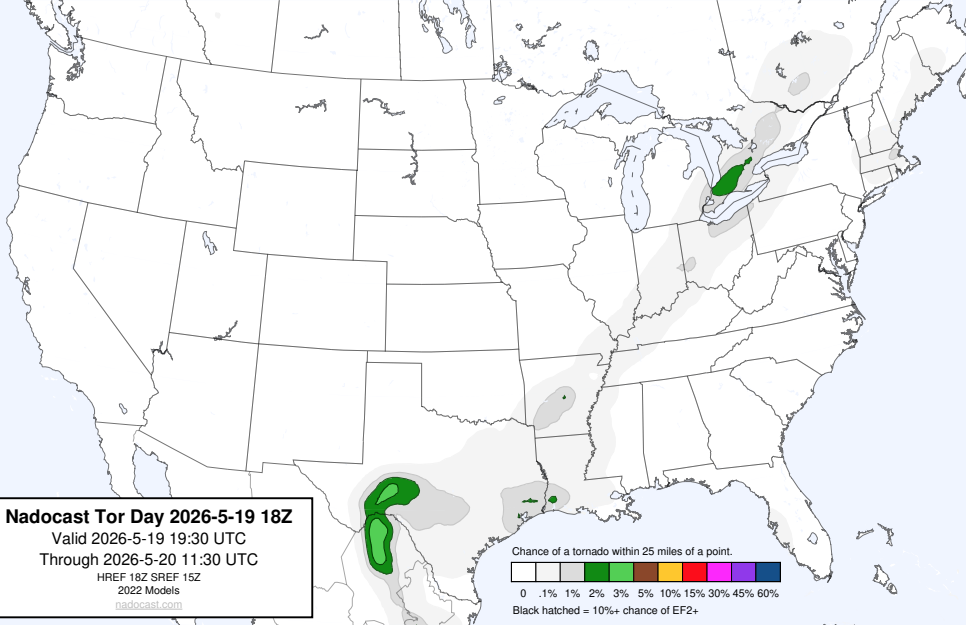 Nadocast Tor Day 2026-5-19 18Z
Valid 2026-5-19 19:30 UTC
Through 2026-5-20 11:30 UTC
HREF 18Z SREF 15Z
2022 Models
nadocast.com
Chance of a tornado within 25 miles of a point.
0 .1% 1% 2% 3% 5% 10% 15% 30% 45% 60%
Black hatched = 10%+ chance of EF2+